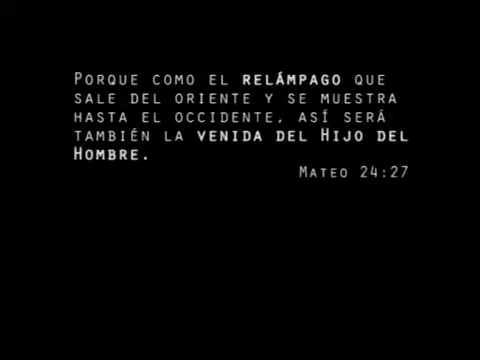 Porque como el relámpago que
sale del oriente y se muestra
hasta el occidente, así será
también la venida del Hijo del
Hombre.
Mateo 24:27